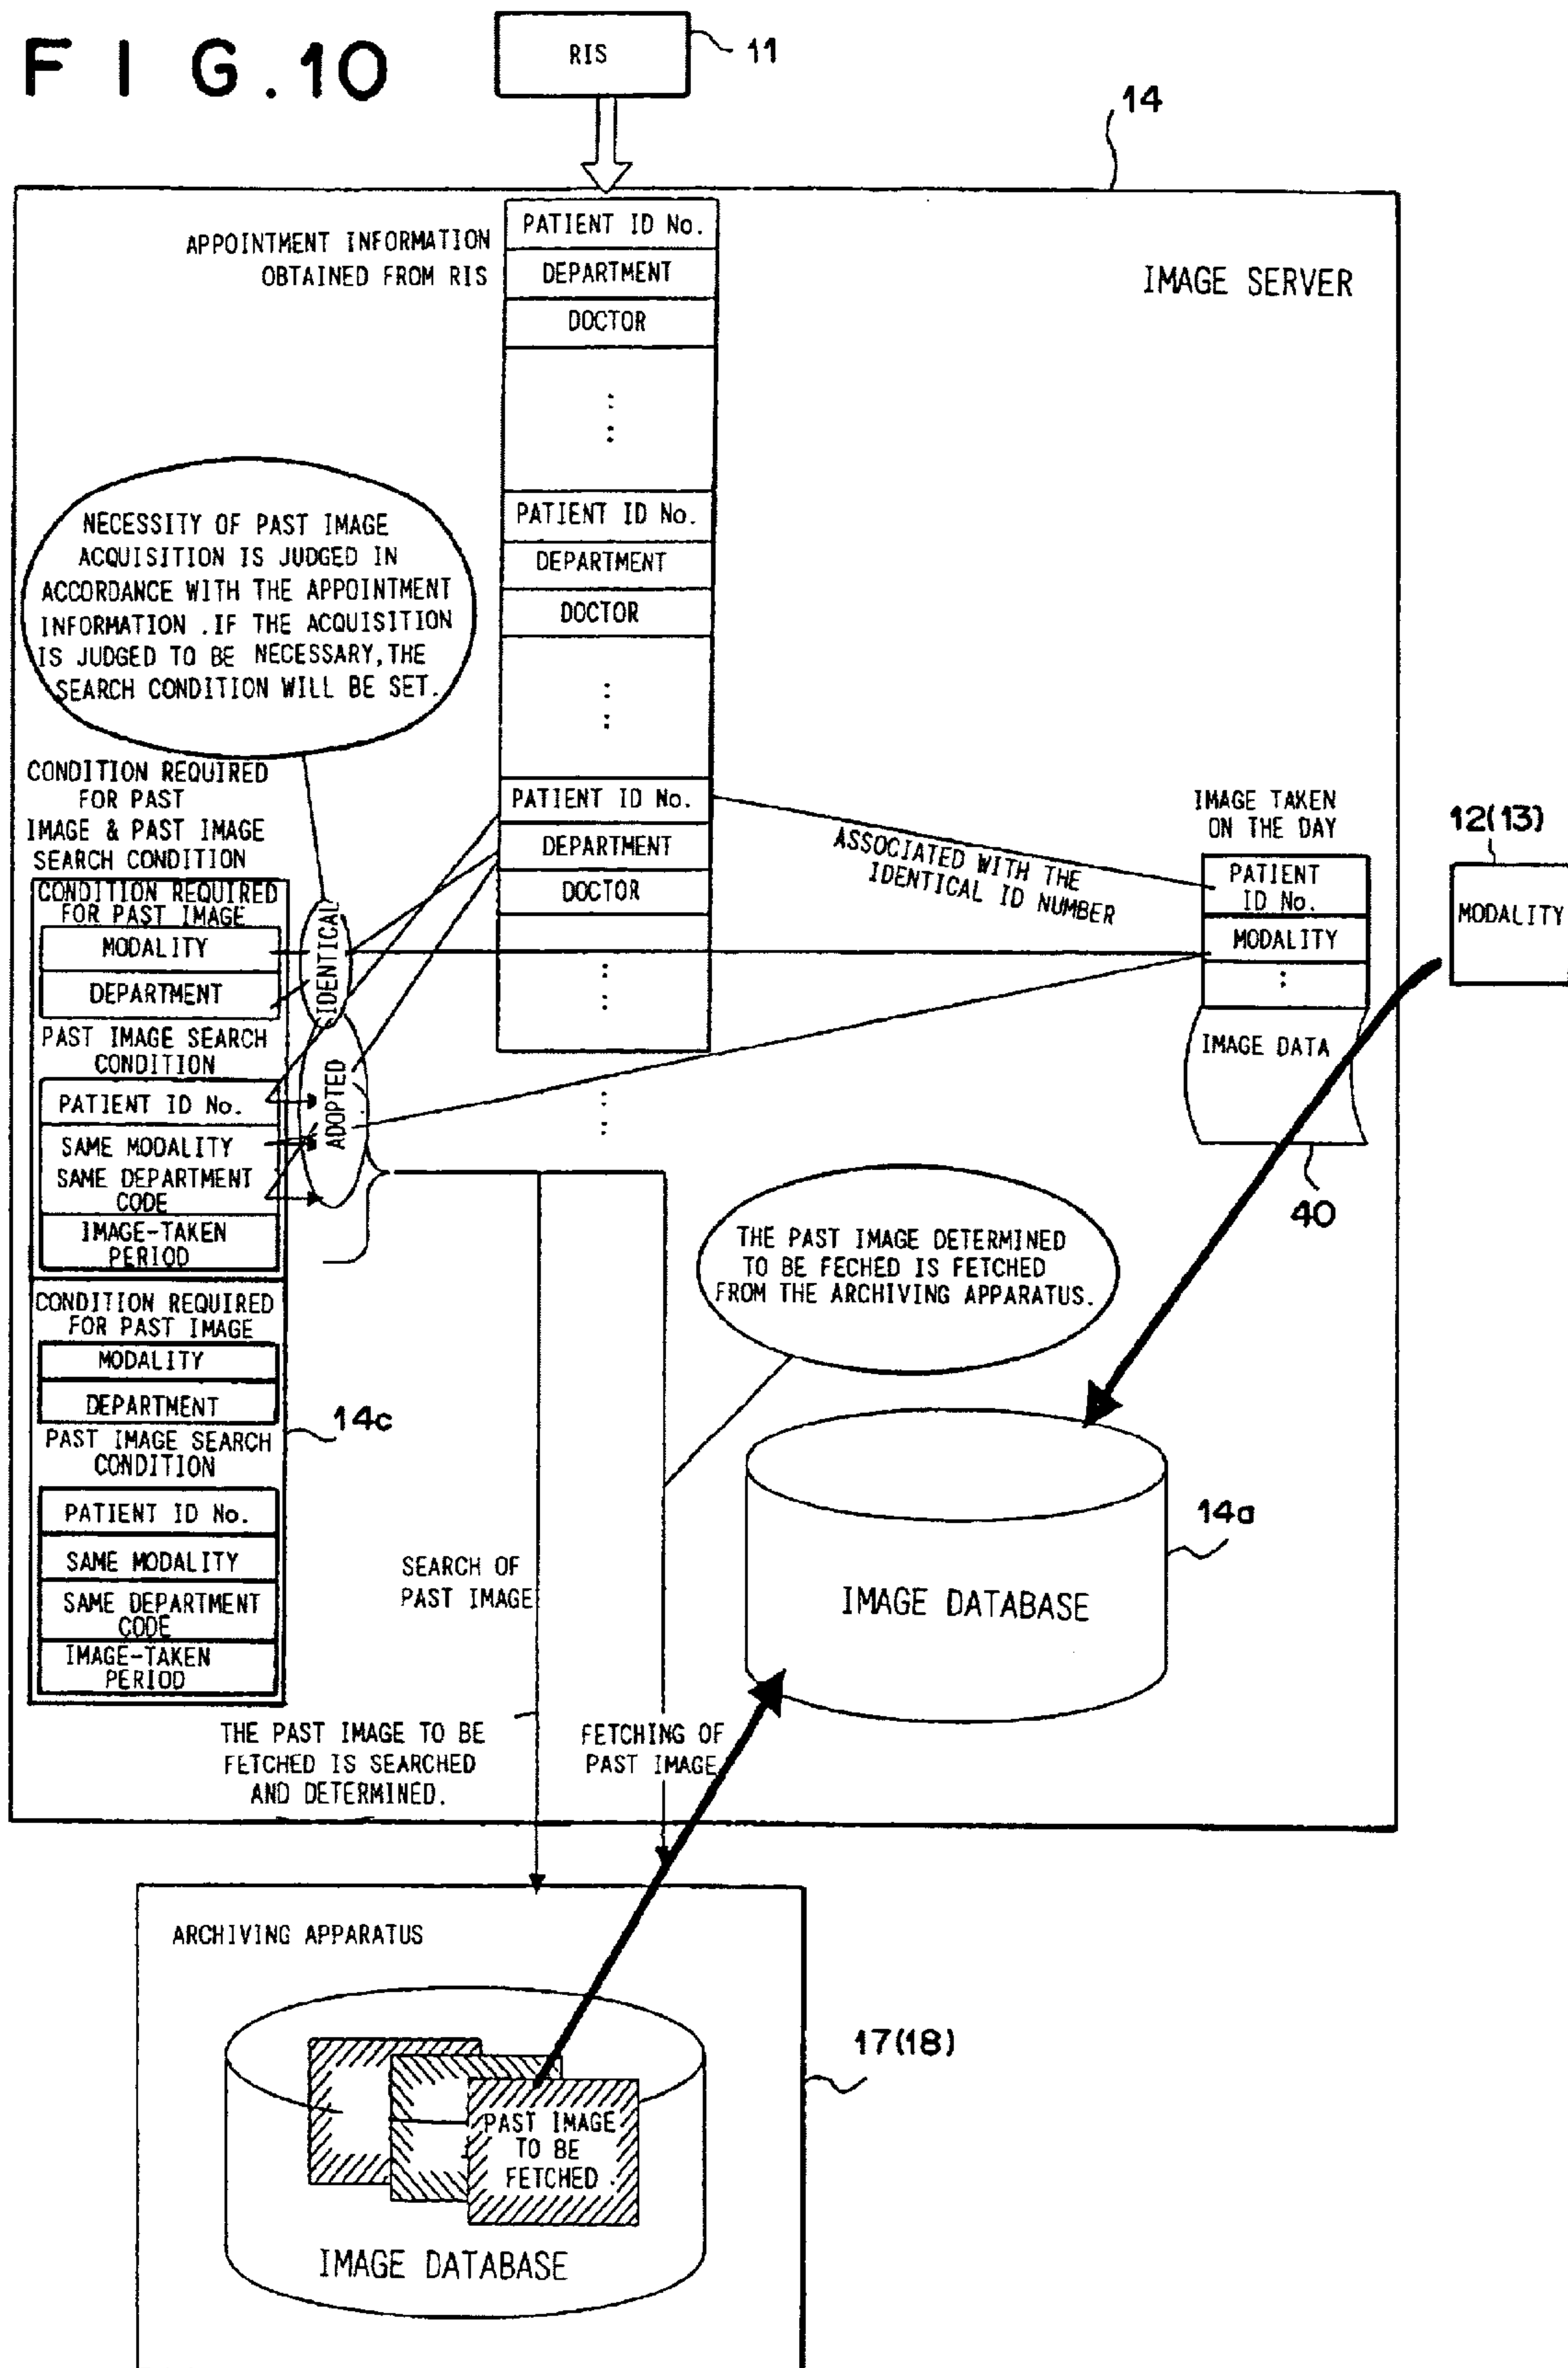 FIG.10
RIS
11
14
APPOINTMENT INFORMATION
OBTAINED FROM RIS
PATIENT ID No.
DEPARTMENT
DOCTOR
IMAGE SERVER
PATIENT ID No.
DEPARTMENT
DOCTOR
NECESSITY OF PAST IMAGE
ACQUISITION IS JUDGED IN
ACCORDANCE WITH THE APPOINTMENT
INFORMATION .IF THE ACQUISITION
IS JUDGED TO BE NECESSARY, THE
SEARCH CONDITION WILL BE SET.
PATIENT ID No.
DEPARTMENT
DOCTOR
ASSOCIATED WITH THE
IDENTICAL ID NUMBER
IMAGE TAKEN
ON THE DAY
PATIENT
ID No.
MODALITY
IMAGE DATA
40
12(13)
MODALITY
CONDITION REQUIRED
FOR PAST
IMAGE & PAST IMAGE
SEARCH CONDITION
CONDITION REQUIRED
FOR PAST IMAGE
MODALITY
DEPARTMENT
IDENTICAL
PAST IMAGE SEARCH
CONDITION
PATIENT ID No.
SAME MODALITY
SAME DEPARTMENT
CODE
IMAGE-TAKEN
PERIOD
ADOPTED
CONDITION REQUIRED
FOR PAST IMAGE
MODALITY
DEPARTMENT
PAST IMAGE SEARCH
CONDITION
PATIENT ID No.
SAME MODALITY
SAME DEPARTMENT
CODE
IMAGE-TAKEN
PERIOD
14c
THE PAST IMAGE DETERMINED
TO BE FECHED IS FETCHED
FROM THE ARCHIVING APPARATUS.
14a
IMAGE DATABASE
SEARCH OF
PAST IMAGE
THE PAST IMAGE TO BE
FETCHED IS SEARCHED
AND DETERMINED.
FETCHING OF
PAST IMAGE
ARCHIVING APPARATUS
17(18)
PAST IMAGE
TO BE
FETCHED
IMAGE DATABASE